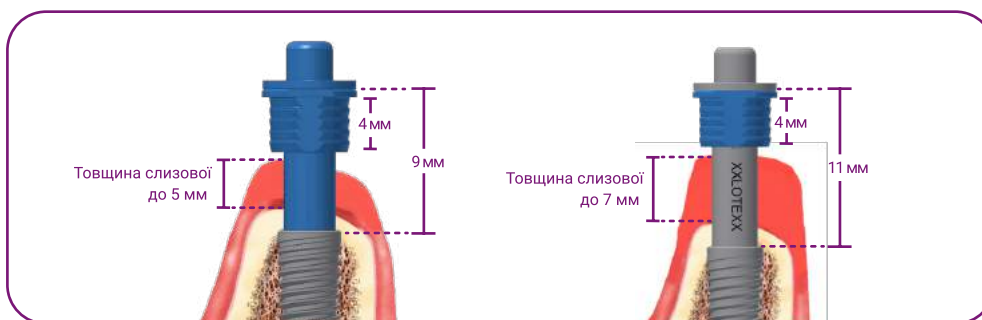 4 мм
9 мм
Товщина слизової
до 5 мм
4 мм
11 мм
Товщина слизової
до 7 мм
XXLOTEXX